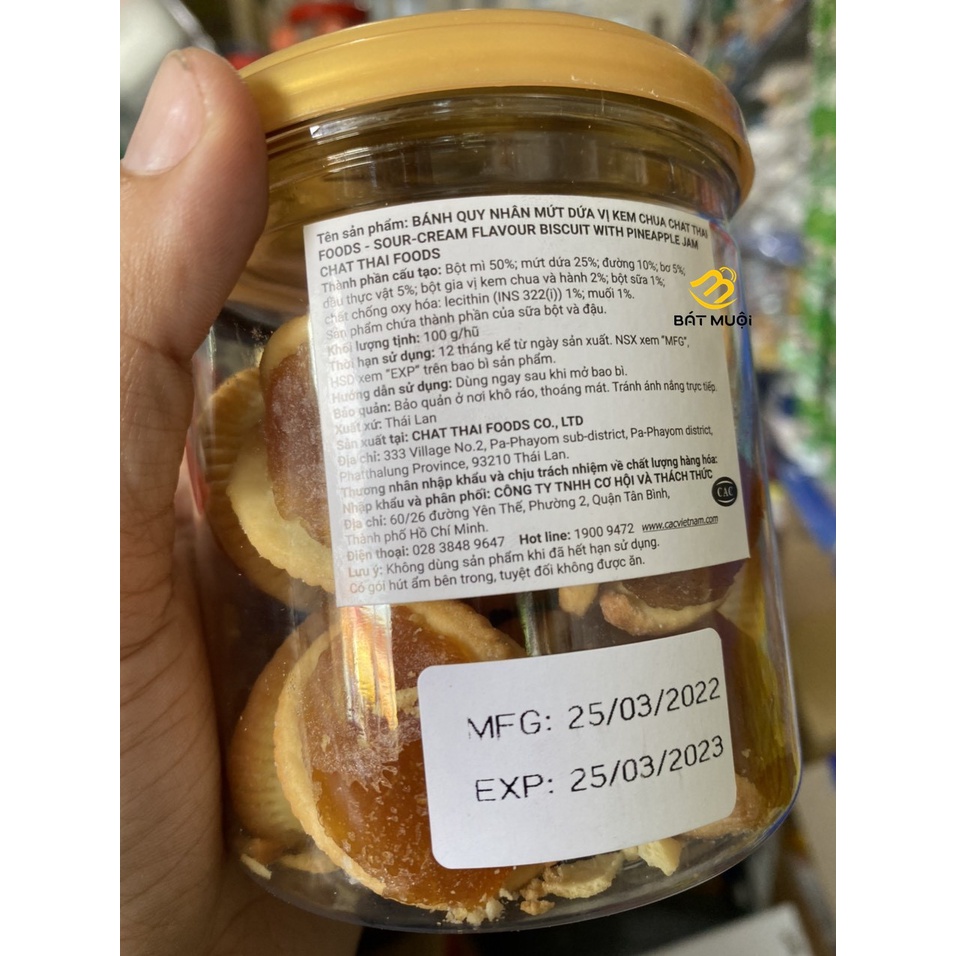 Tên sản phẩm: BÁNH QUY NHÂN MỨT DỨA VỊ KEM CHUA CHAT THAI
FOODS - SOUR-CREAM FLAVOUR BISCUIT WITH PINEAPPLE JAM
CHAT THAI FOODS
Thành phần cấu tạo: Bột mì 50%; mứt dứa 25%; đường 10%; bơ 5%;
dầu thực vật 5%; bột gia vị kem chua và hành 2%; bột sữa 1%;
chất chống oxy hóa: lecithin (INS 322(i)) 1%; muối 1%.
Sản phẩm chứa thành phần của sữa bột và đậu.
Khối lượng tịnh: 100 g/hũ
Thời hạn sử dụng: 12 tháng kể từ ngày sản xuất. NSX xem "MFG",
HSD xem "EXP" trên bao bì sản phẩm.
Hướng dẫn sử dụng: Dùng ngay sau khi mở bao bì.
Bảo quản: Bảo quản ở nơi khô ráo, thoáng mát. Tránh ánh nắng trực tiếp.
Xuất xứ: Thái Lan
Sản xuất tại: CHAT THAI FOODS CO., LTD
Địa chỉ: 333 Village No.2, Pa-Phayom sub-district, Pa-Phayom district,
Phatthalung Province, 93210 Thái Lan.
Thương nhân nhập khẩu và chịu trách nhiệm về chất lượng hàng hóa:
Nhập khẩu và phân phối: CÔNG TY TNHH CƠ HỘI VÀ THÁCH THỨC
Địa chỉ: 60/26 đường Yên Thế, Phường 2, Quận Tân Bình,
Thành phố Hồ Chí Minh.
Điện thoại: 028 3848 9647 Hot line: 1900 9472 www.cacvietnam.com
Lưu ý: Không dùng sản phẩm khi đã hết hạn sử dụng.
Có gói hút ẩm bên trong, tuyệt đối không được ăn.
CAC
BÁT MUỘI
MFG: 25/03/2022
EXP: 25/03/2023